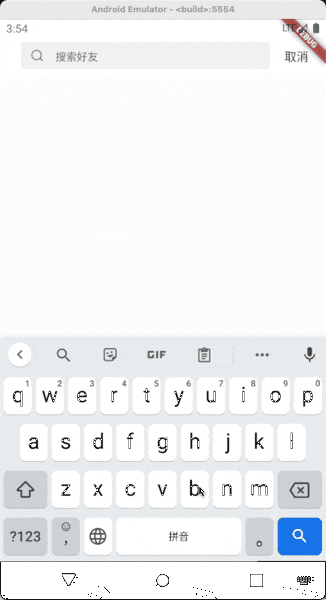 Android Emulator - <build>:5554
3:54
LTE
DEBUG
搜索好友
取消
GIF
1 2 3 4 5 6 7 8 9 0
q w e r t y u i o p
a s d f g h j k l
z x c v b n m
?123 , 拼音 。